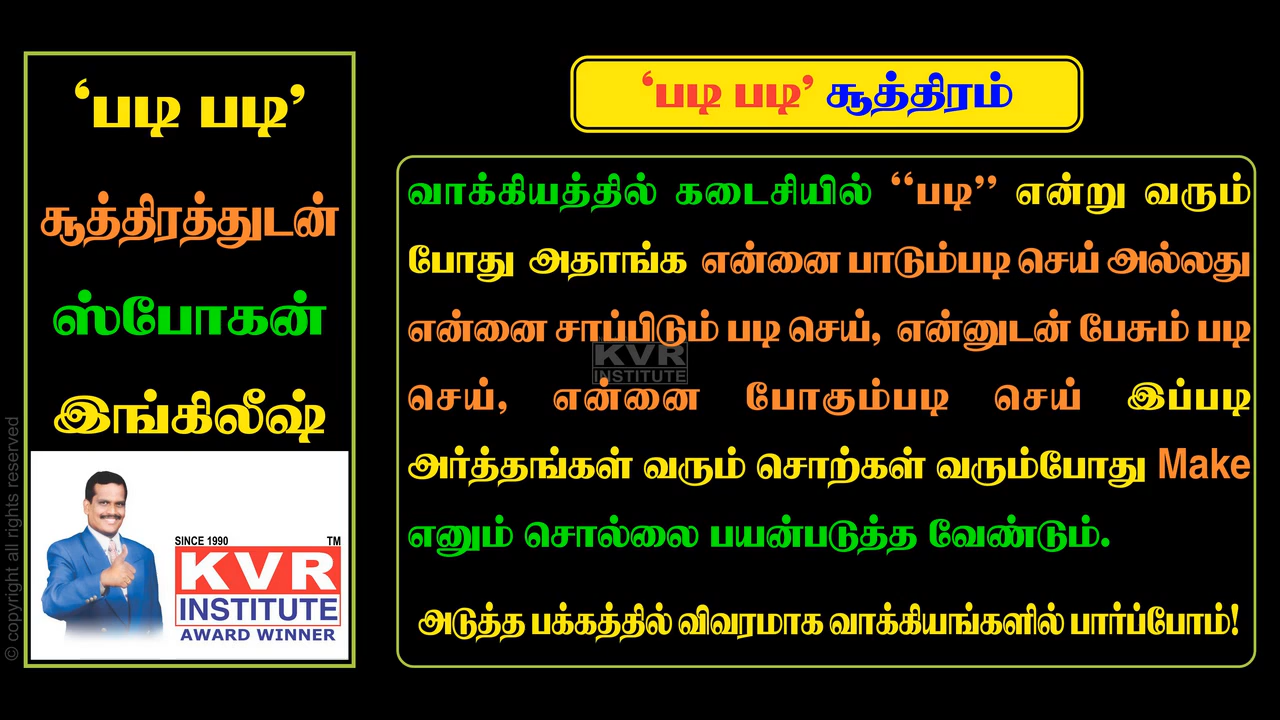 ‘படி படி’
சூத்திரத்துடன்
ஸ்போகன்
இங்கிலீஷ்
SINCE 1990
TM
KVR
INSTITUTE
AWARD WINNER
© copyright all rights reserved
‘படி படி’ சூத்திரம்
வாக்கியத்தில் கடைசியில் “படி” என்று வரும்
போது அதாங்க என்னை பாடும்படி செய் அல்லது
என்னை சாப்பிடும் படி செய், என்னுடன் பேசும் படி
செய், என்னை போகும்படி செய் இப்படி
அர்த்தங்கள் வரும் சொற்கள் வரும்போது Make
எனும் சொல்லை பயன்படுத்த வேண்டும்.
அடுத்த பக்கத்தில் விவரமாக வாக்கியங்களில் பார்ப்போம்!
KVR
INSTITUTE